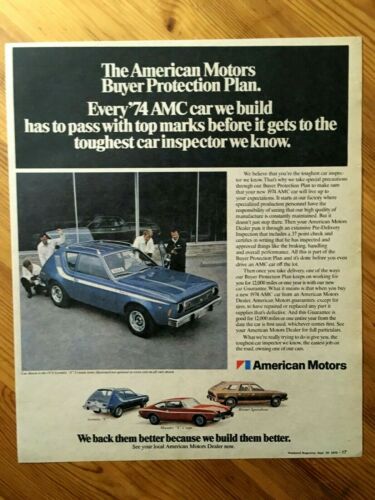 The American Motors
Buyer Protection Plan.
Every '74 AMC car we build
has to pass with top marks before it gets to the
toughest car inspector we know.
We believe that you're the toughest car inspec-
tor we know. That's why we take special precautions
through our Buyer Protection Plan to make sure
that your new 1974 AMC car will live up to
your expectations. It starts at our factory where
specialized production personnel have the
responsibility of seeing that our high quality of
manufacture is constantly maintained. But it
doesn't just stop there. Then your American Motors
Dealer puts it through an extensive Pre-Delivery
Inspection that includes a 37 point check and
certifies in writing that he has inspected and
approved things like the braking, handling
and overall performance. All this is part of the
Buyer Protection Plan and it's done before you even
drive an AMC car off the lot.
Then once you take delivery, one of the ways
our Buyer Protection Plan keeps on working for
you for 12,000 miles or one year is with our new
car Guarantee. What it means is that when you buy
a new 1974 AMC car from an American Motors
Dealer, American Motors guarantees, except for
tires, to have repaired or replaced any part it
supplies that's defective. And this Guarantee is
good for 12,000 miles or one entire year from the
date the car is first used, whichever comes first. See
your American Motors Dealer for full particulars.
What we're really trying to do is give you, the
toughest car inspector we know, the easiest job on
the road, owning one of our cars.
American Motors
Gremlin "X"
Matador "X" Coupe
Hornet Sportabout
We back them better because we build them better.
See your local American Motors Dealer now.
17